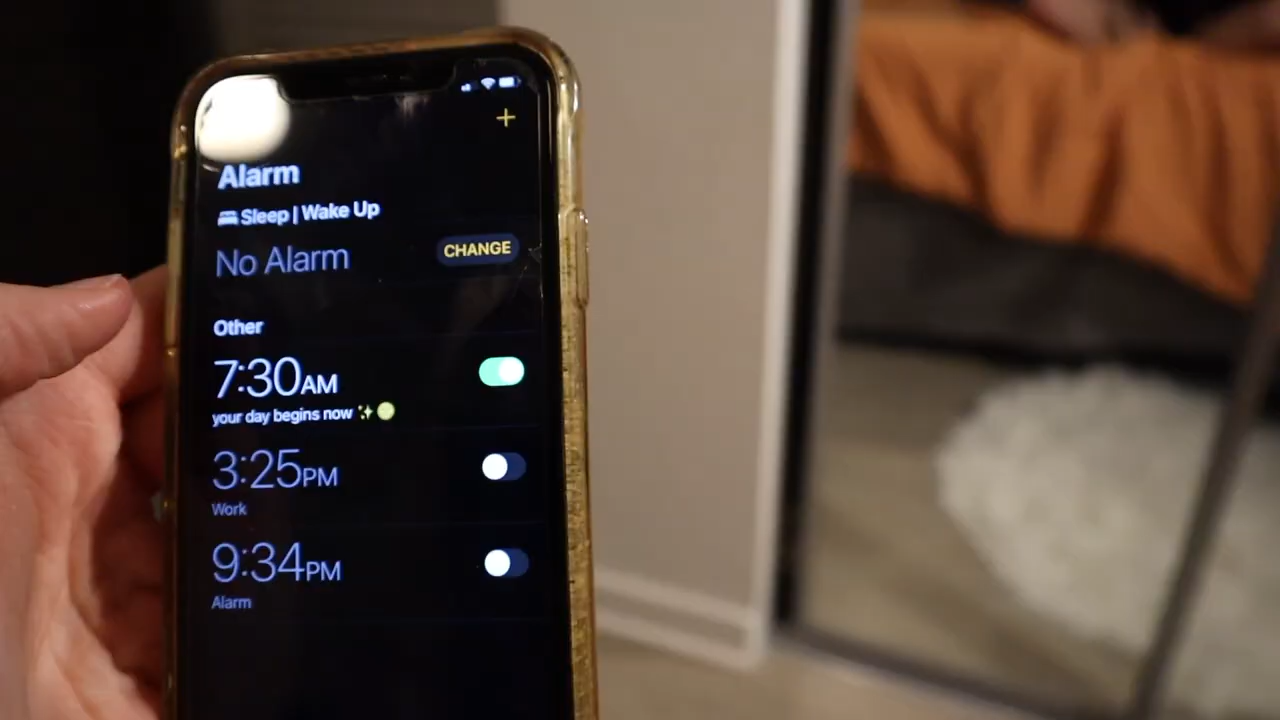 Alarm
Sleep | Wake Up
No Alarm CHANGE
Other
7:30AM
your day begins now ✨
3:25PM
Work
9:34PM
Alarm